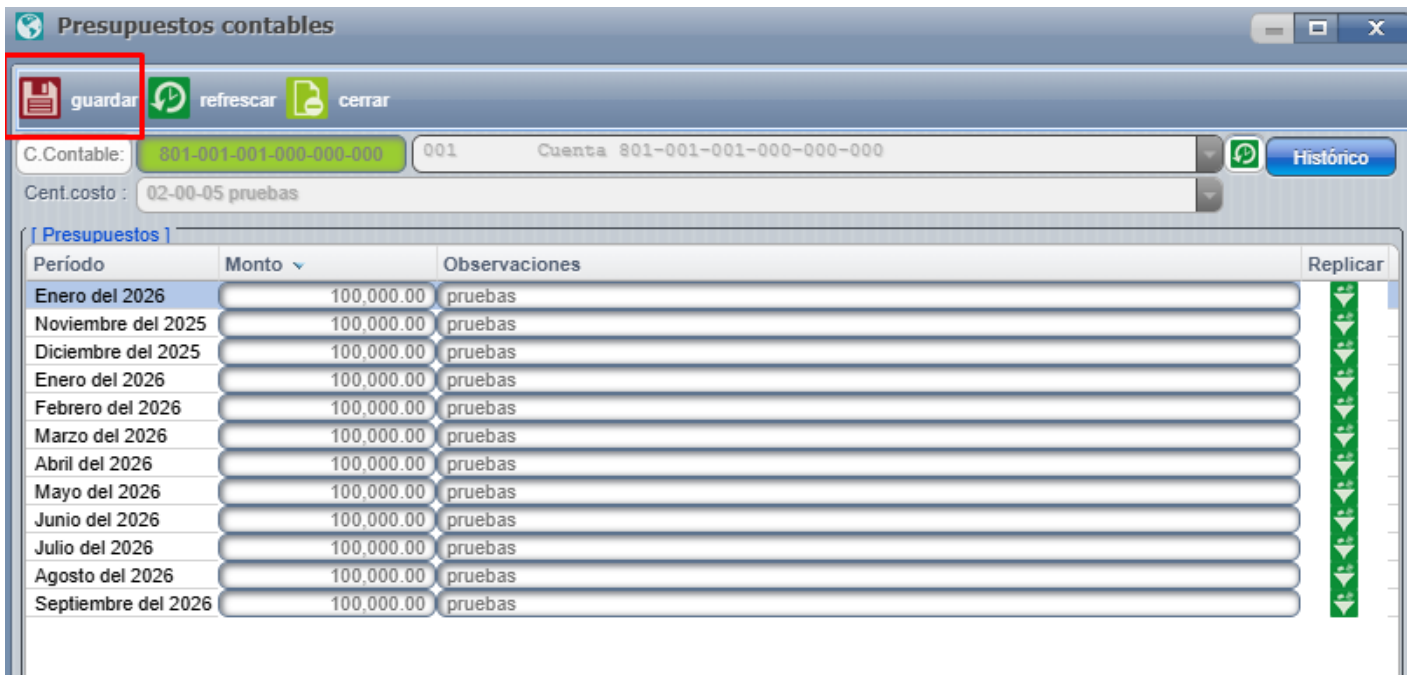 Presupuestos contables
guardar refrescar cerrar
C.Contable: 801-001-001-000-000-000 001 Cuenta 801-001-001-000-000-000 Histórico
Cent.costo : 02-00-05 pruebas
[ Presupuestos ]
Período Monto Observaciones Replicar
Enero del 2026 100,000.00 pruebas
Noviembre del 2025 100,000.00 pruebas
Diciembre del 2025 100,000.00 pruebas
Enero del 2026 100,000.00 pruebas
Febrero del 2026 100,000.00 pruebas
Marzo del 2026 100,000.00 pruebas
Abril del 2026 100,000.00 pruebas
Mayo del 2026 100,000.00 pruebas
Junio del 2026 100,000.00 pruebas
Julio del 2026 100,000.00 pruebas
Agosto del 2026 100,000.00 pruebas
Septiembre del 2026 100,000.00 pruebas